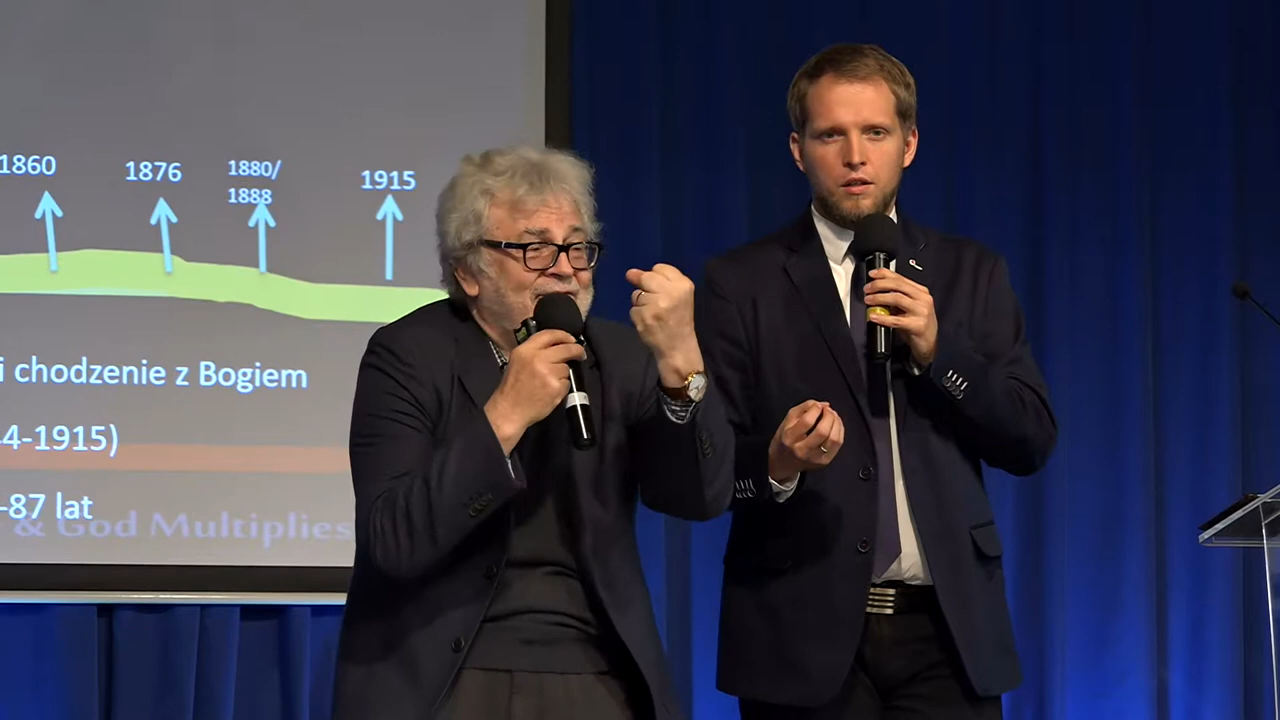 1860
1876
1880/
1888
1915
i chodzenie z Bogiem
4-1915)
-87 lat
& God Multiplies